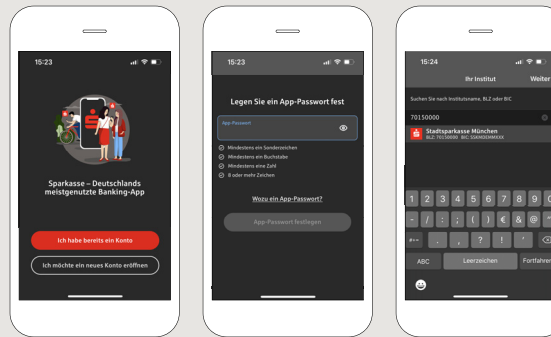 15:23
Sparkasse – Deutschlands
meistgenutzte Banking-App
Ich habe bereits ein Konto
Ich möchte ein neues Konto eröffnen
15:23
Legen Sie ein App-Passwort fest
App-Passwort
Mindestens ein Sonderzeichen
Mindestens ein Buchstabe
Mindestens eine Zahl
8 oder mehr Zeichen
Wozu ein App-Passwort?
App-Passwort festlegen
15:24
Ihr Institut Weiter
Suchen Sie nach Institutsname, BLZ oder BIC
70150000
Stadtsparkasse München
BLZ: 70150000 BIC: SSKMDEMMXXX
1 2 3 4 5 6 7 8 9 0
- / : ; ( ) € & @ "
#+= . , ? ! '
ABC Leerzeichen Fortfahren